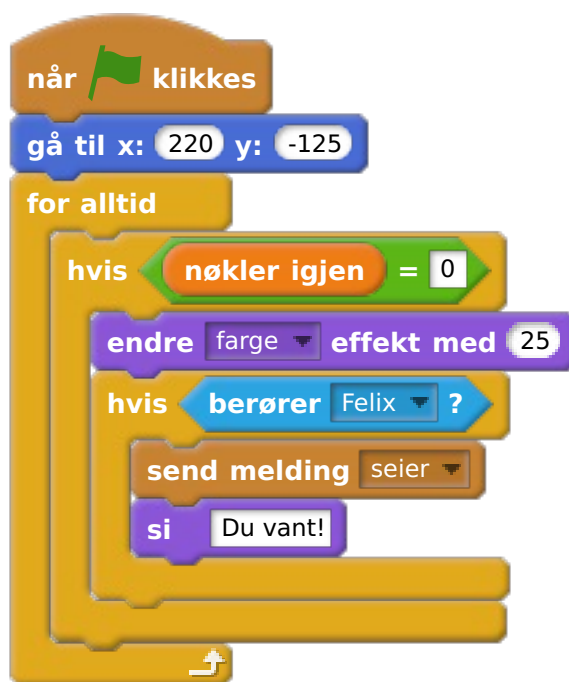 når klikkes
gå til x: 220 y: -125
for alltid
hvis nøkler igjen = 0
endre farge effekt med 25
hvis berører Felix ?
send melding seier
si Du vant!